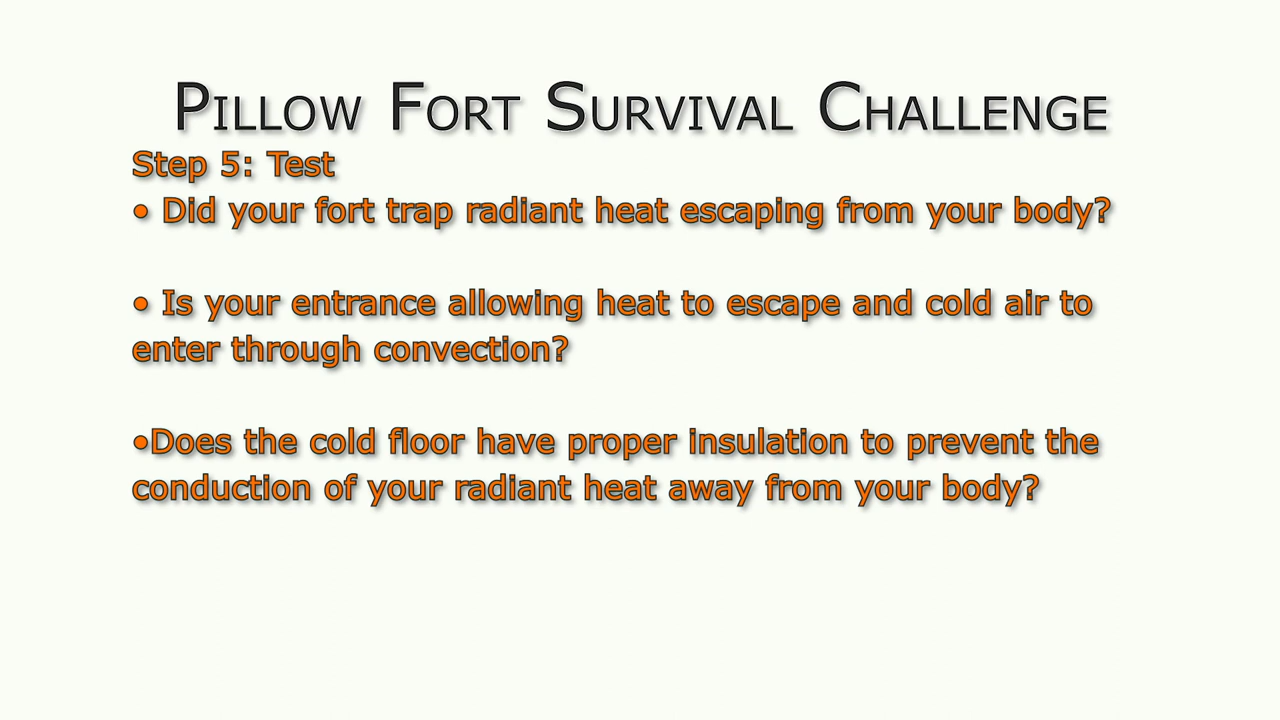 Pillow Fort Survival Challenge
Step 5: Test
• Did your fort trap radiant heat escaping from your body?
• Is your entrance allowing heat to escape and cold air to
enter through convection?
•Does the cold floor have proper insulation to prevent the
conduction of your radiant heat away from your body?